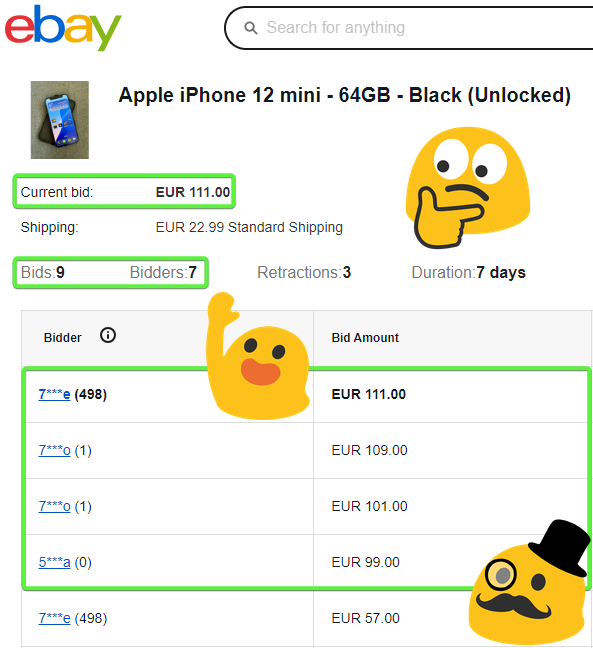 ebay
Search for anything
Apple iPhone 12 mini - 64GB - Black (Unlocked)
Current bid: EUR 111.00
Shipping: EUR 22.99 Standard Shipping
Bids:9 Bidders:7 Retractions:3 Duration:7 days
Bidder Bid Amount
7***e (498) EUR 111.00
7***o (1) EUR 109.00
7***o (1) EUR 101.00
5***a (0) EUR 99.00
7***e (498) EUR 57.00